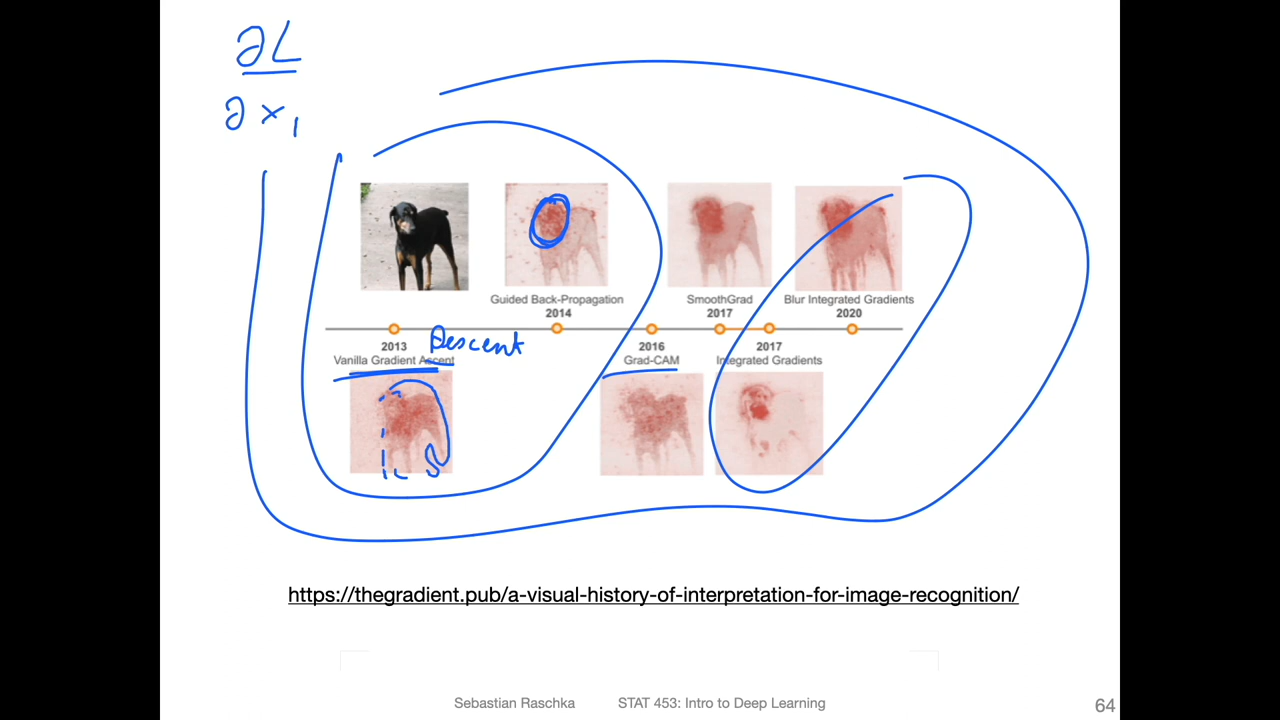 ∂L
∂x₁
Guided Back-Propagation
2014
SmoothGrad
2017
Blur Integrated Gradients
2020
2013
Descent
Vanilla Gradient Ascent
2016
Grad-CAM
2017
Integrated Gradients
https://thegradient.pub/a-visual-history-of-interpretation-for-image-recognition/
Sebastian Raschka STAT 453: Intro to Deep Learning 64